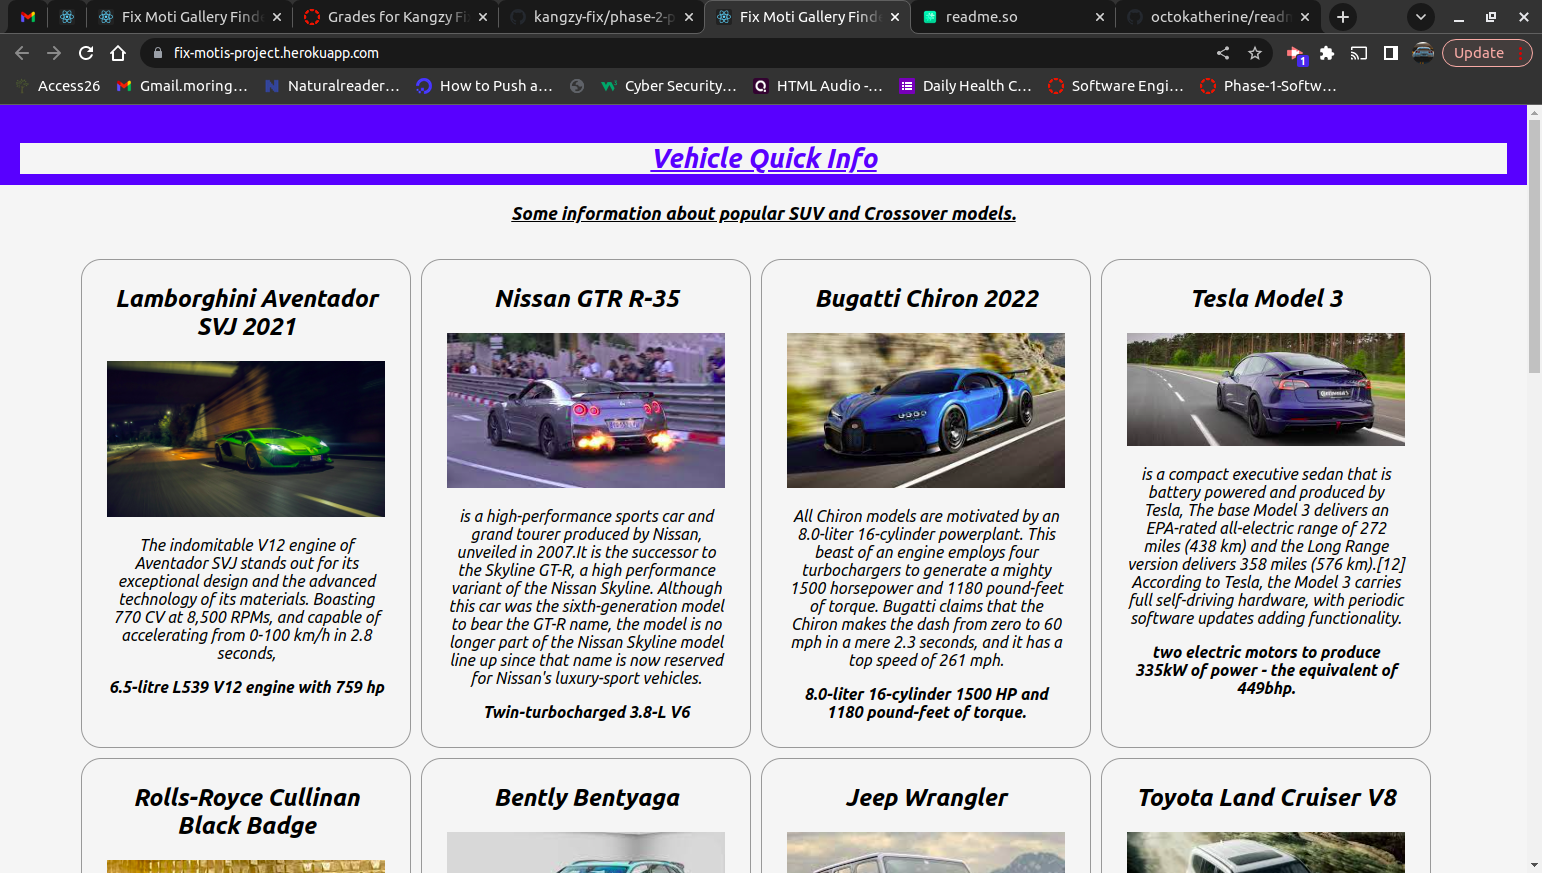 Fix Moti Gallery Finde
Grades for Kangzy Fi
kangzy-fix/phase-2-p
Fix Moti Gallery Finde
readme.so
octokatherine/readm
fix-motis-project.herokuapp.com
1
Update
Access26
Gmail.moring...
Naturalreader...
How to Push a...
Cyber Security...
HTML Audio -...
Daily Health C...
Software Engi...
Phase-1-Softw...
Vehicle Quick Info
Some information about popular SUV and Crossover models.
Lamborghini Aventador
SVJ 2021
The indomitable V12 engine of
Aventador SVJ stands out for its
exceptional design and the advanced
technology of its materials. Boasting
770 CV at 8,500 RPMs, and capable of
accelerating from 0-100 km/h in 2.8
seconds,
6.5-litre L539 V12 engine with 759 hp
Nissan GTR R-35
is a high-performance sports car and
grand tourer produced by Nissan,
unveiled in 2007.It is the successor to
the Skyline GT-R, a high performance
variant of the Nissan Skyline. Although
this car was the sixth-generation model
to bear the GT-R name, the model is no
longer part of the Nissan Skyline model
line up since that name is now reserved
for Nissan's luxury-sport vehicles.
Twin-turbocharged 3.8-L V6
Bugatti Chiron 2022
All Chiron models are motivated by an
8.0-liter 16-cylinder powerplant. This
beast of an engine employs four
turbochargers to generate a mighty
1500 horsepower and 1180 pound-feet
of torque. Bugatti claims that the
Chiron makes the dash from zero to 60
mph in a mere 2.3 seconds, and it has a
top speed of 261 mph.
8.0-liter 16-cylinder 1500 HP and
1180 pound-feet of torque.
Tesla Model 3
Continental
is a compact executive sedan that is
battery powered and produced by
Tesla, The base Model 3 delivers an
EPA-rated all-electric range of 272
miles (438 km) and the Long Range
version delivers 358 miles (576 km).[12]
According to Tesla, the Model 3 carries
full self-driving hardware, with periodic
software updates adding functionality.
two electric motors to produce
335kW of power - the equivalent of
449bhp.
Rolls-Royce Cullinan
Black Badge
Bently Bentyaga
Jeep Wrangler
Toyota Land Cruiser V8